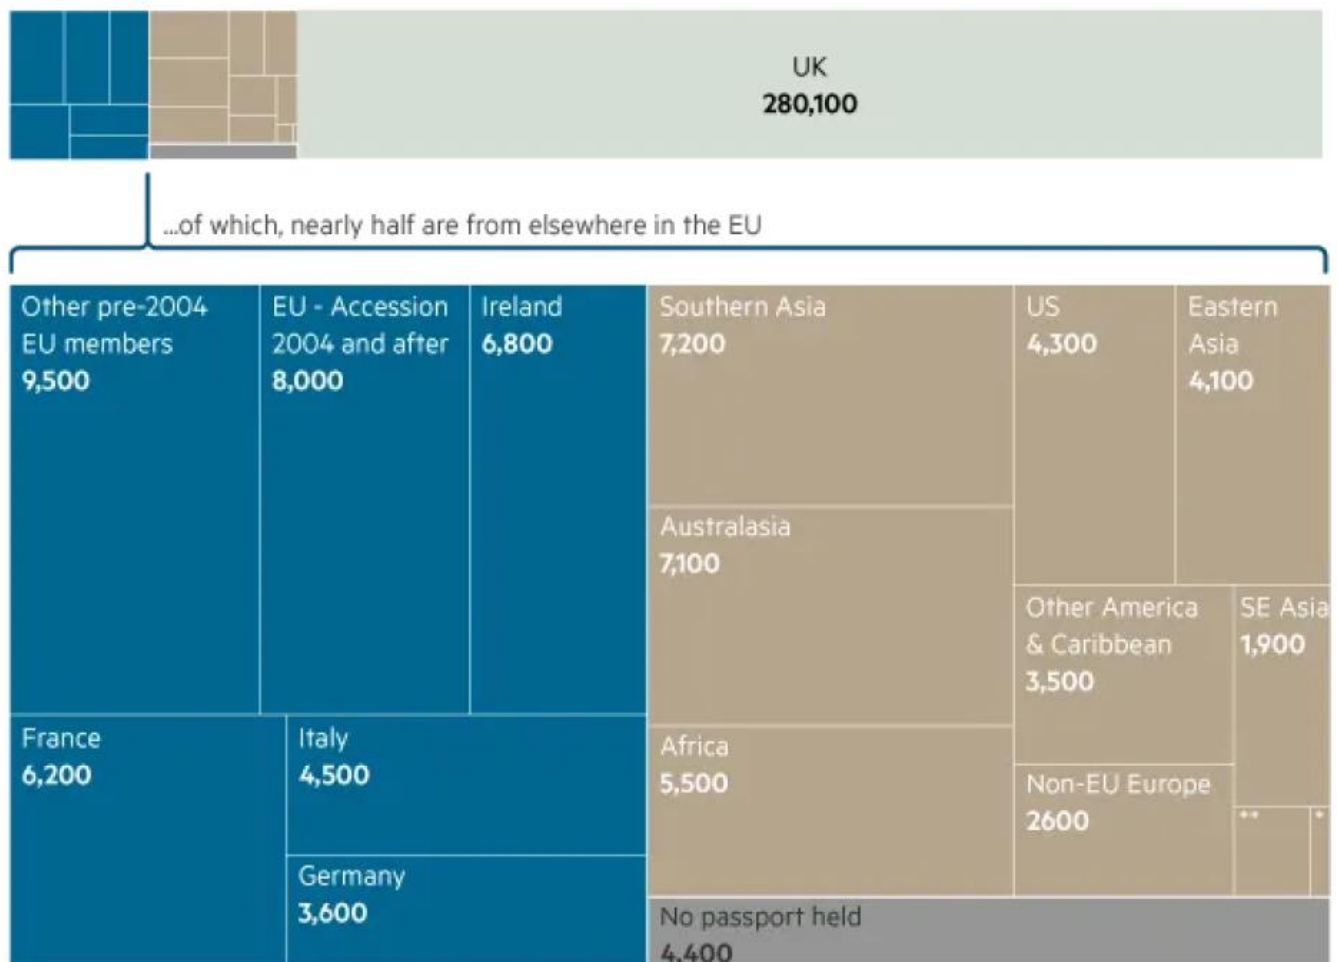 UK
280,100
...of which, nearly half are from elsewhere in the EU
Other pre-2004
EU members
9,500
EU - Accession
2004 and after
8,000
Ireland
6,800
Southern Asia
7,200
US
4,300
Eastern
Asia
4,100
Australasia
7,100
Other America
& Caribbean
3,500
SE Asia
1,900
France
6,200
Italy
4,500
Africa
5,500
Non-EU Europe
2600
**
*
Germany
3,600
No passport held
4,400